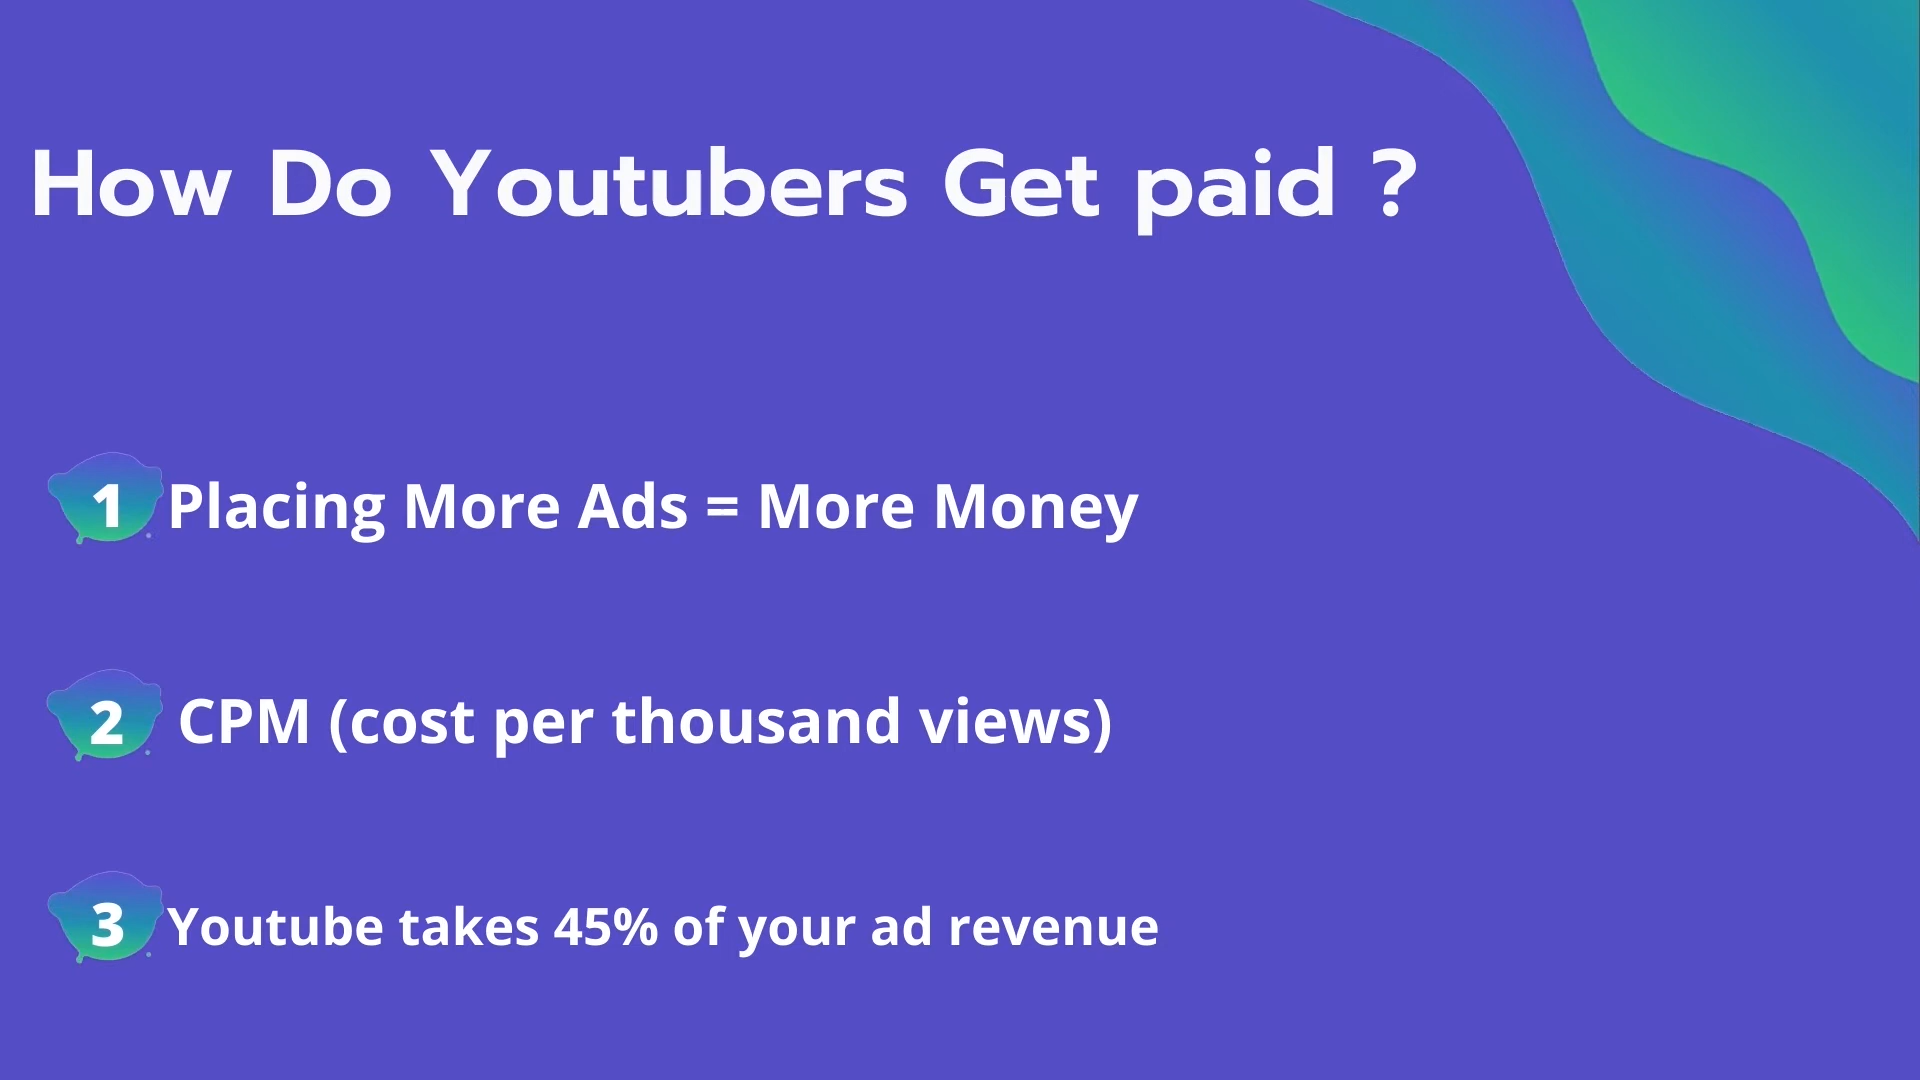 How Do Youtubers Get paid ?
1 Placing More Ads = More Money
2 CPM (cost per thousand views)
3 Youtube takes 45% of your ad revenue